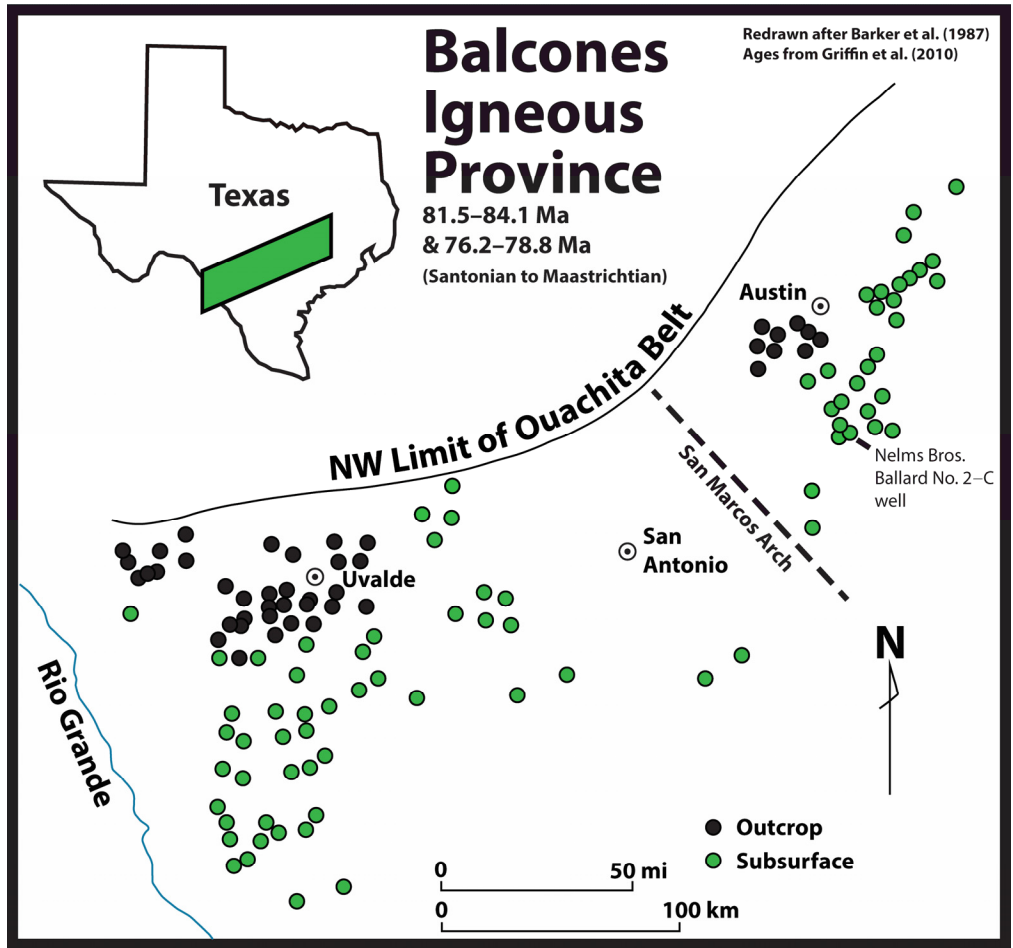 Balcones
Igneous
Province
81.5–84.1 Ma
& 76.2–78.8 Ma
(Santonian to Maastrichtian)
Redrawn after Barker et al. (1987)
Ages from Griffin et al. (2010)
Texas
Austin
NW Limit of Ouachita Belt
San Marcos Arch
Nelms Bros.
Ballard No. 2–C
well
San
Antonio
Uvalde
N
Rio Grande
Outcrop
Subsurface
0 50 mi
0 100 km